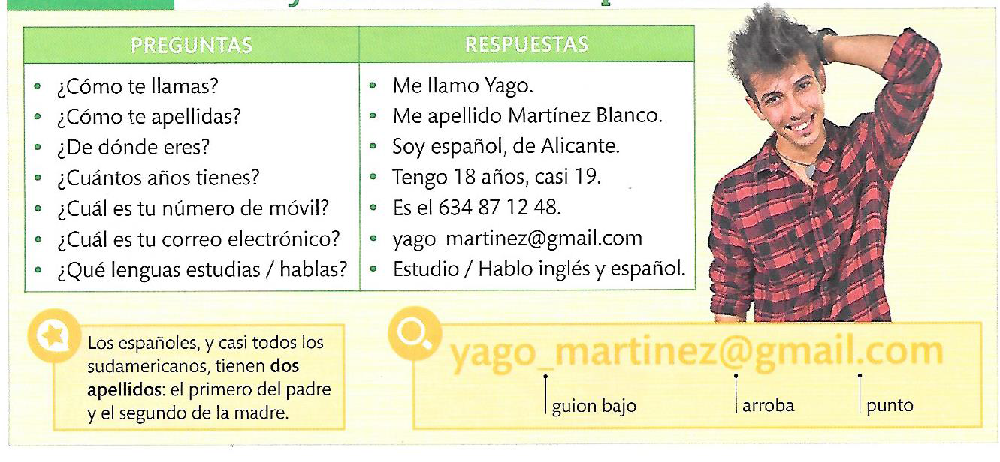 PREGUNTAS
RESPUESTAS
• ¿Cómo te llamas?
• Me llamo Yago.
• ¿Cómo te apellidas?
• Me apellido Martínez Blanco.
• ¿De dónde eres?
• Soy español, de Alicante.
• ¿Cuántos años tienes?
• Tengo 18 años, casi 19.
• ¿Cuál es tu número de móvil?
• Es el 634 87 12 48.
• ¿Cuál es tu correo electrónico?
• yago_martinez@gmail.com
• ¿Qué lenguas estudias / hablas?
• Estudio / Hablo inglés y español.
Los españoles, y casi todos los
sudamericanos, tienen dos
apellidos: el primero del padre
y el segundo de la madre.
yago_martinez@gmail.com
guion bajo
arroba
punto